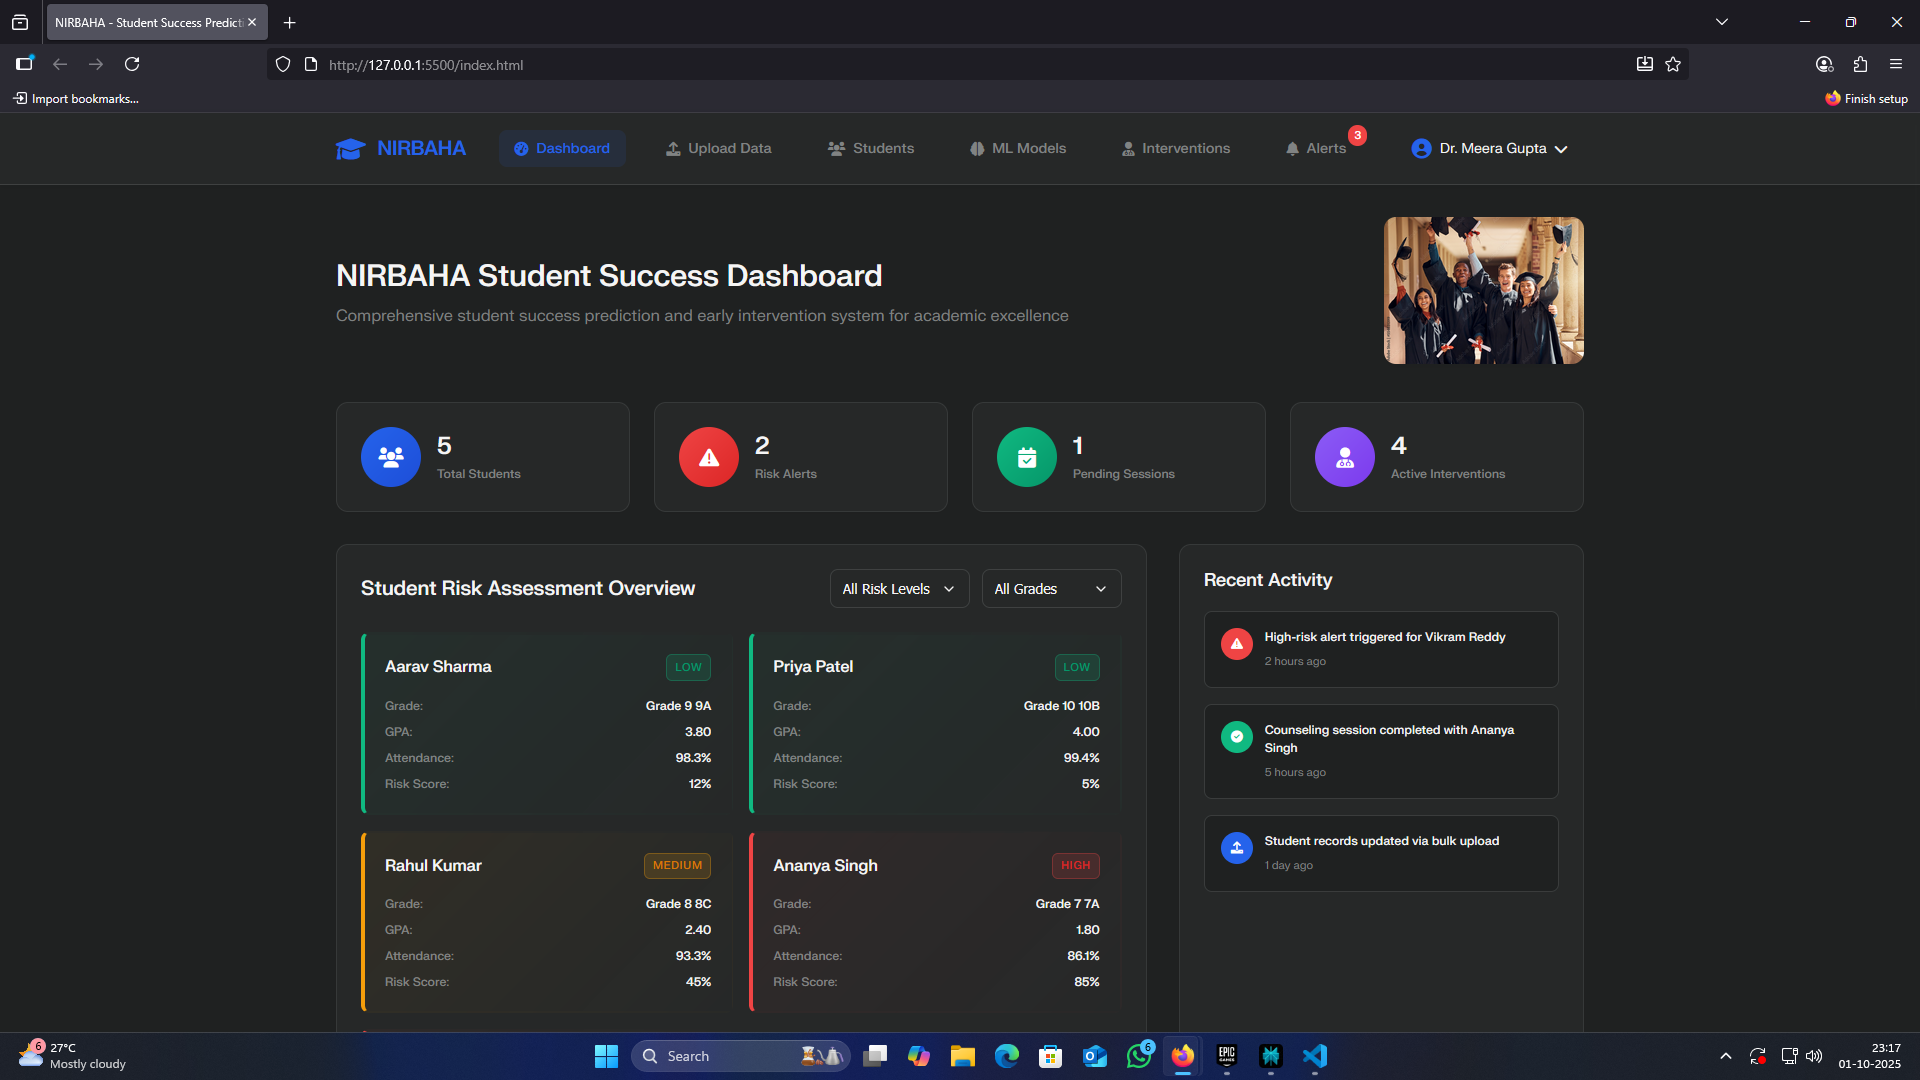 NIRBAHA - Student Success Predicti
http://127.0.0.1:5500/index.html
Import bookmarks...
Finish setup
NIRBAHA
Dashboard
Upload Data
Students
ML Models
Interventions
Alerts
3
Dr. Meera Gupta
NIRBAHA Student Success Dashboard
Comprehensive student success prediction and early intervention system for academic excellence
5
Total Students
2
Risk Alerts
1
Pending Sessions
4
Active Interventions
Student Risk Assessment Overview
All Risk Levels
All Grades
Aarav Sharma
LOW
Grade: Grade 9 9A
GPA: 3.80
Attendance: 98.3%
Risk Score: 12%
Priya Patel
LOW
Grade: Grade 10 10B
GPA: 4.00
Attendance: 99.4%
Risk Score: 5%
Rahul Kumar
MEDIUM
Grade: Grade 8 8C
GPA: 2.40
Attendance: 93.3%
Risk Score: 45%
Ananya Singh
HIGH
Grade: Grade 7 7A
GPA: 1.80
Attendance: 86.1%
Risk Score: 85%
Recent Activity
High-risk alert triggered for Vikram Reddy
2 hours ago
Counseling session completed with Ananya
Singh
5 hours ago
Student records updated via bulk upload
1 day ago
6
27°C
Mostly cloudy
Search
6
EPIC
GAMES
23:17
01-10-2025